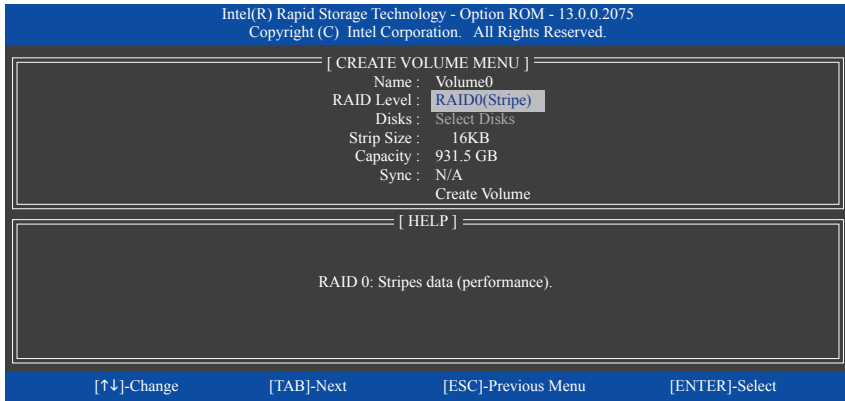 Intel(R) Rapid Storage Technology - Option ROM - 13.0.0.2075
Copyright (C) Intel Corporation. All Rights Reserved.
[ CREATE VOLUME MENU ]
Name : Volume0
RAID Level : RAID0(Stripe)
Disks : Select Disks
Strip Size : 16KB
Capacity : 931.5 GB
Sync : N/A
Create Volume
[ HELP ]
RAID 0: Stripes data (performance).
[↑↓]-Change [TAB]-Next [ESC]-Previous Menu [ENTER]-Select